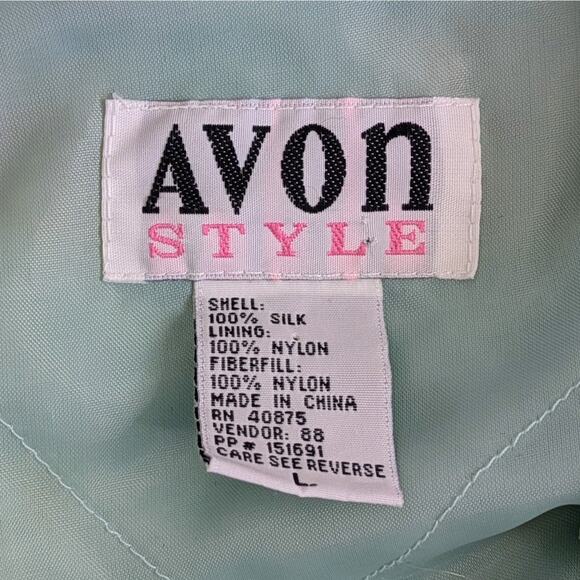 AVON
STYLE
SHELL:
100% SILK
LINING:
100% NYLON
FIBERFILL:
100% NYLON
MADE IN CHINA
RN 40875
VENDOR: 88
PP# 151691
CARE SEE REVERSE
L